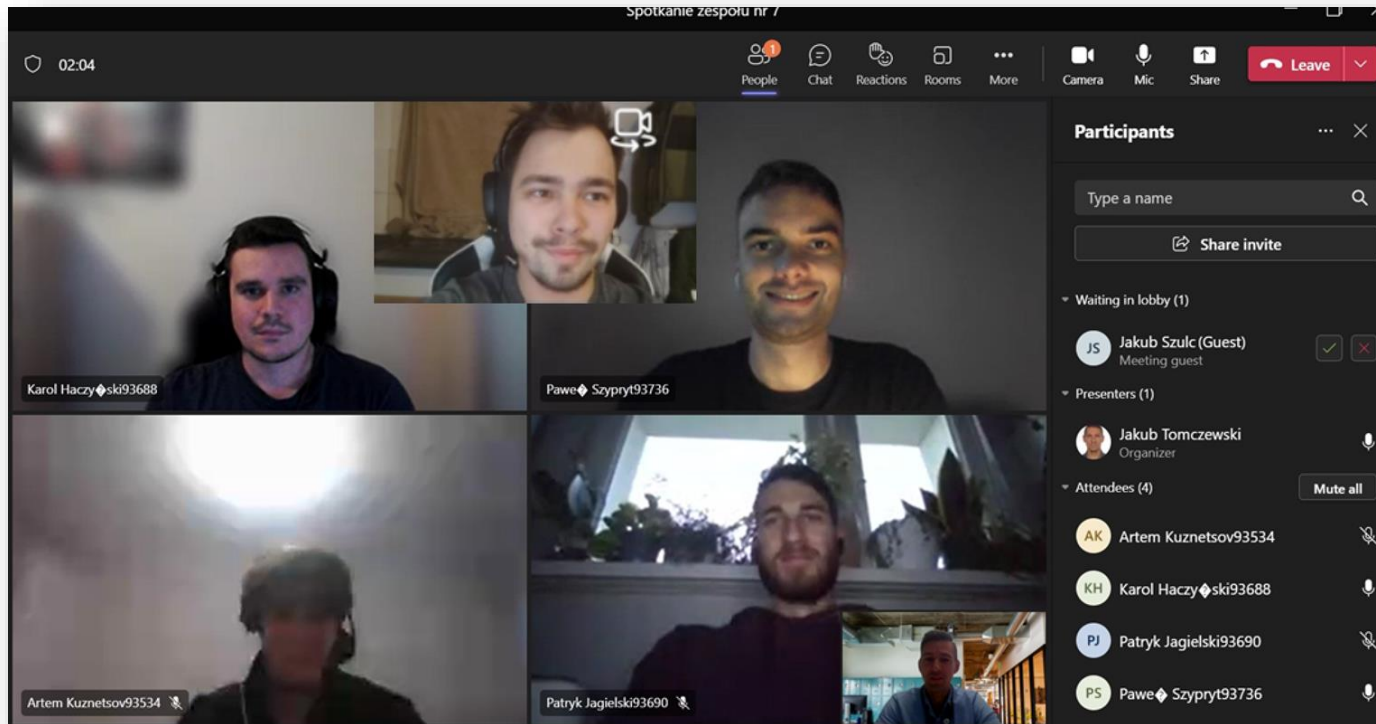 Spotkanie zespołu nr 7
02:04
1
People
Chat
Reactions
Rooms
More
Camera
Mic
Share
Leave
Participants
Type a name
Share invite
Waiting in lobby (1)
JS
Jakub Szulc (Guest)
Meeting guest
Presenters (1)
Jakub Tomczewski
Organizer
Attendees (4)
Mute all
AK
Artem Kuznetsov93534
KH
Karol Haczy�ski93688
PJ
Patryk Jagielski93690
PS
Pawe� Szypryt93736
Karol Haczy�ski93688
Pawe� Szypryt93736
Artem Kuznetsov93534
Patryk Jagielski93690